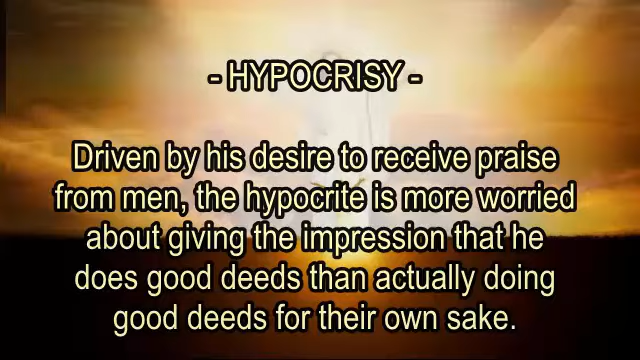 - HYPOCRISY -
Driven by his desire to receive praise
from men, the hypocrite is more worried
about giving the impression that he
does good deeds than actually doing
good deeds for their own sake.